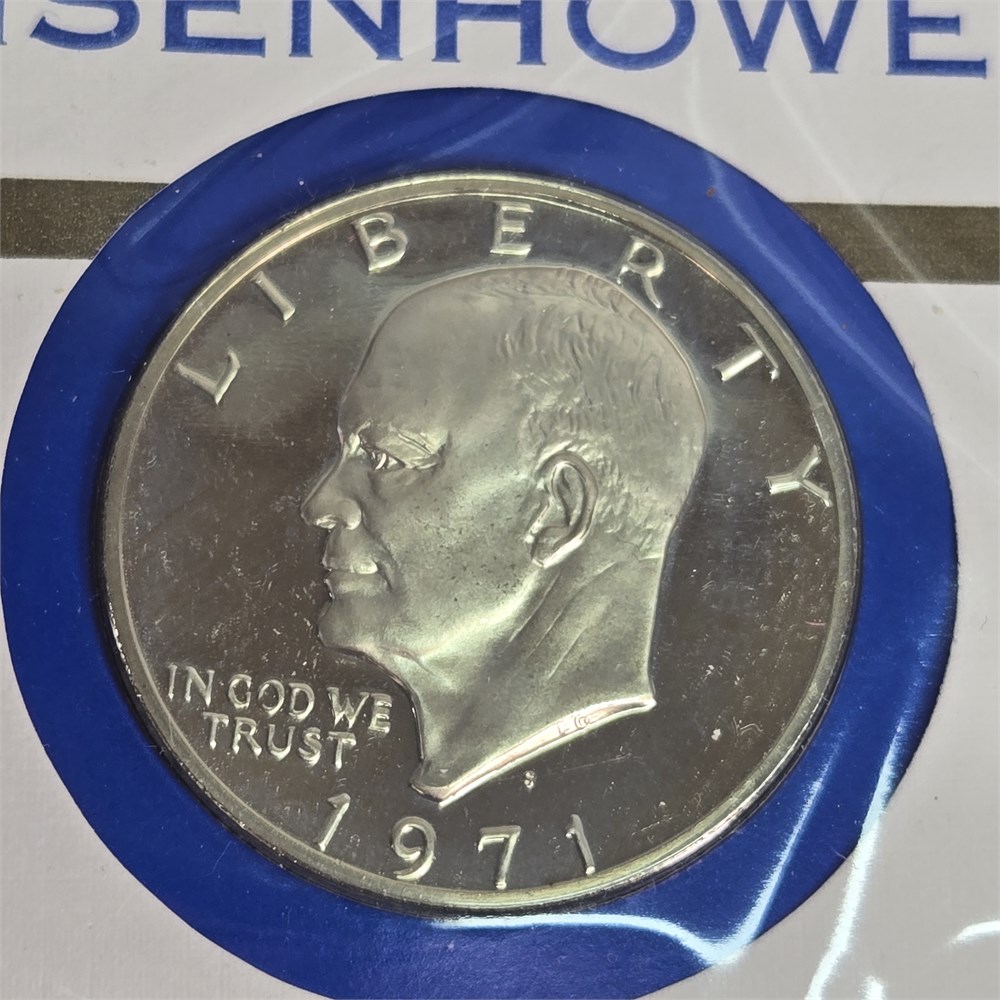 ISENHOWE
LIBERTY
IN GOD WE
TRUST
S
1971